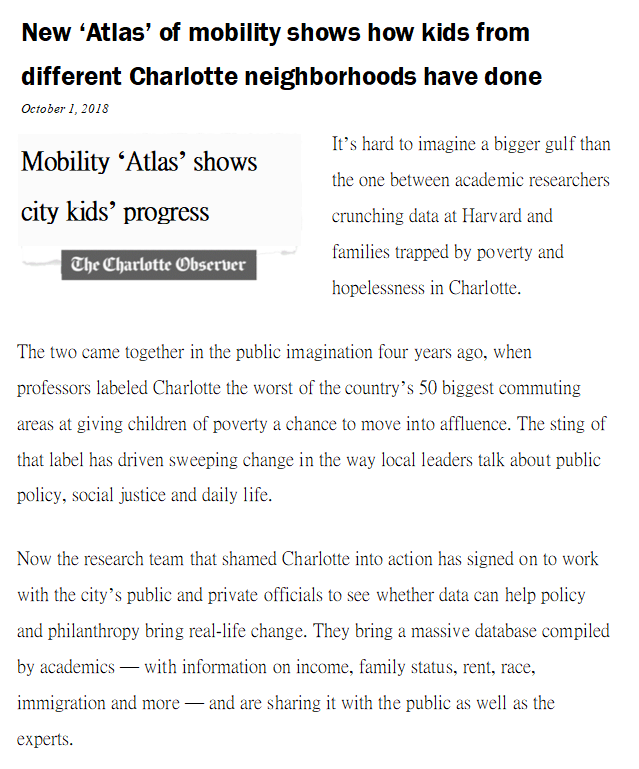 New ‘Atlas’ of mobility shows how kids from
different Charlotte neighborhoods have done
October 1, 2018
Mobility ‘Atlas’ shows
city kids’ progress
The Charlotte Observer
It’s hard to imagine a bigger gulf than
the one between academic researchers
crunching data at Harvard and
families trapped by poverty and
hopelessness in Charlotte.
The two came together in the public imagination four years ago, when
professors labeled Charlotte the worst of the country’s 50 biggest commuting
areas at giving children of poverty a chance to move into affluence. The sting of
that label has driven sweeping change in the way local leaders talk about public
policy, social justice and daily life.
Now the research team that shamed Charlotte into action has signed on to work
with the city’s public and private officials to see whether data can help policy
and philanthropy bring real-life change. They bring a massive database compiled
by academics — with information on income, family status, rent, race,
immigration and more — and are sharing it with the public as well as the
experts.